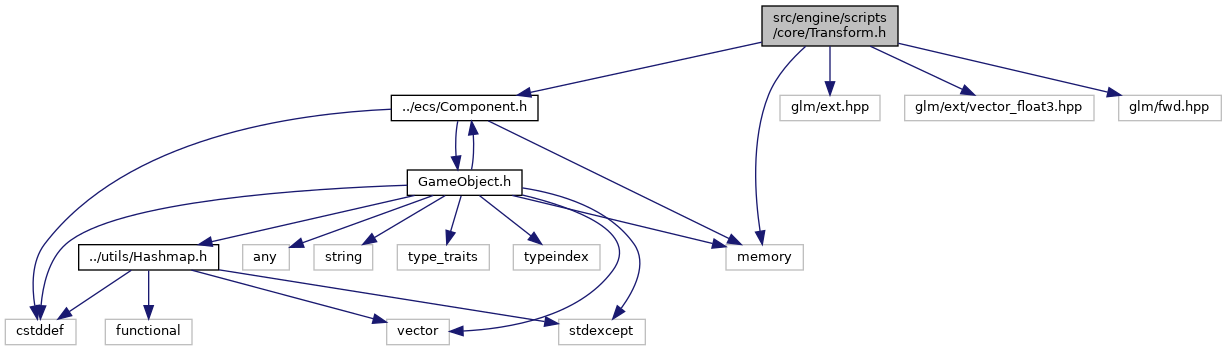 src/engine/scripts
/core/Transform.h
../ecs/Component.h
glm/ext.hpp
glm/ext/vector_float3.hpp
glm/fwd.hpp
GameObject.h
../utils/Hashmap.h
any
string
type_traits
typeindex
memory
cstddef
functional
vector
stdexcept